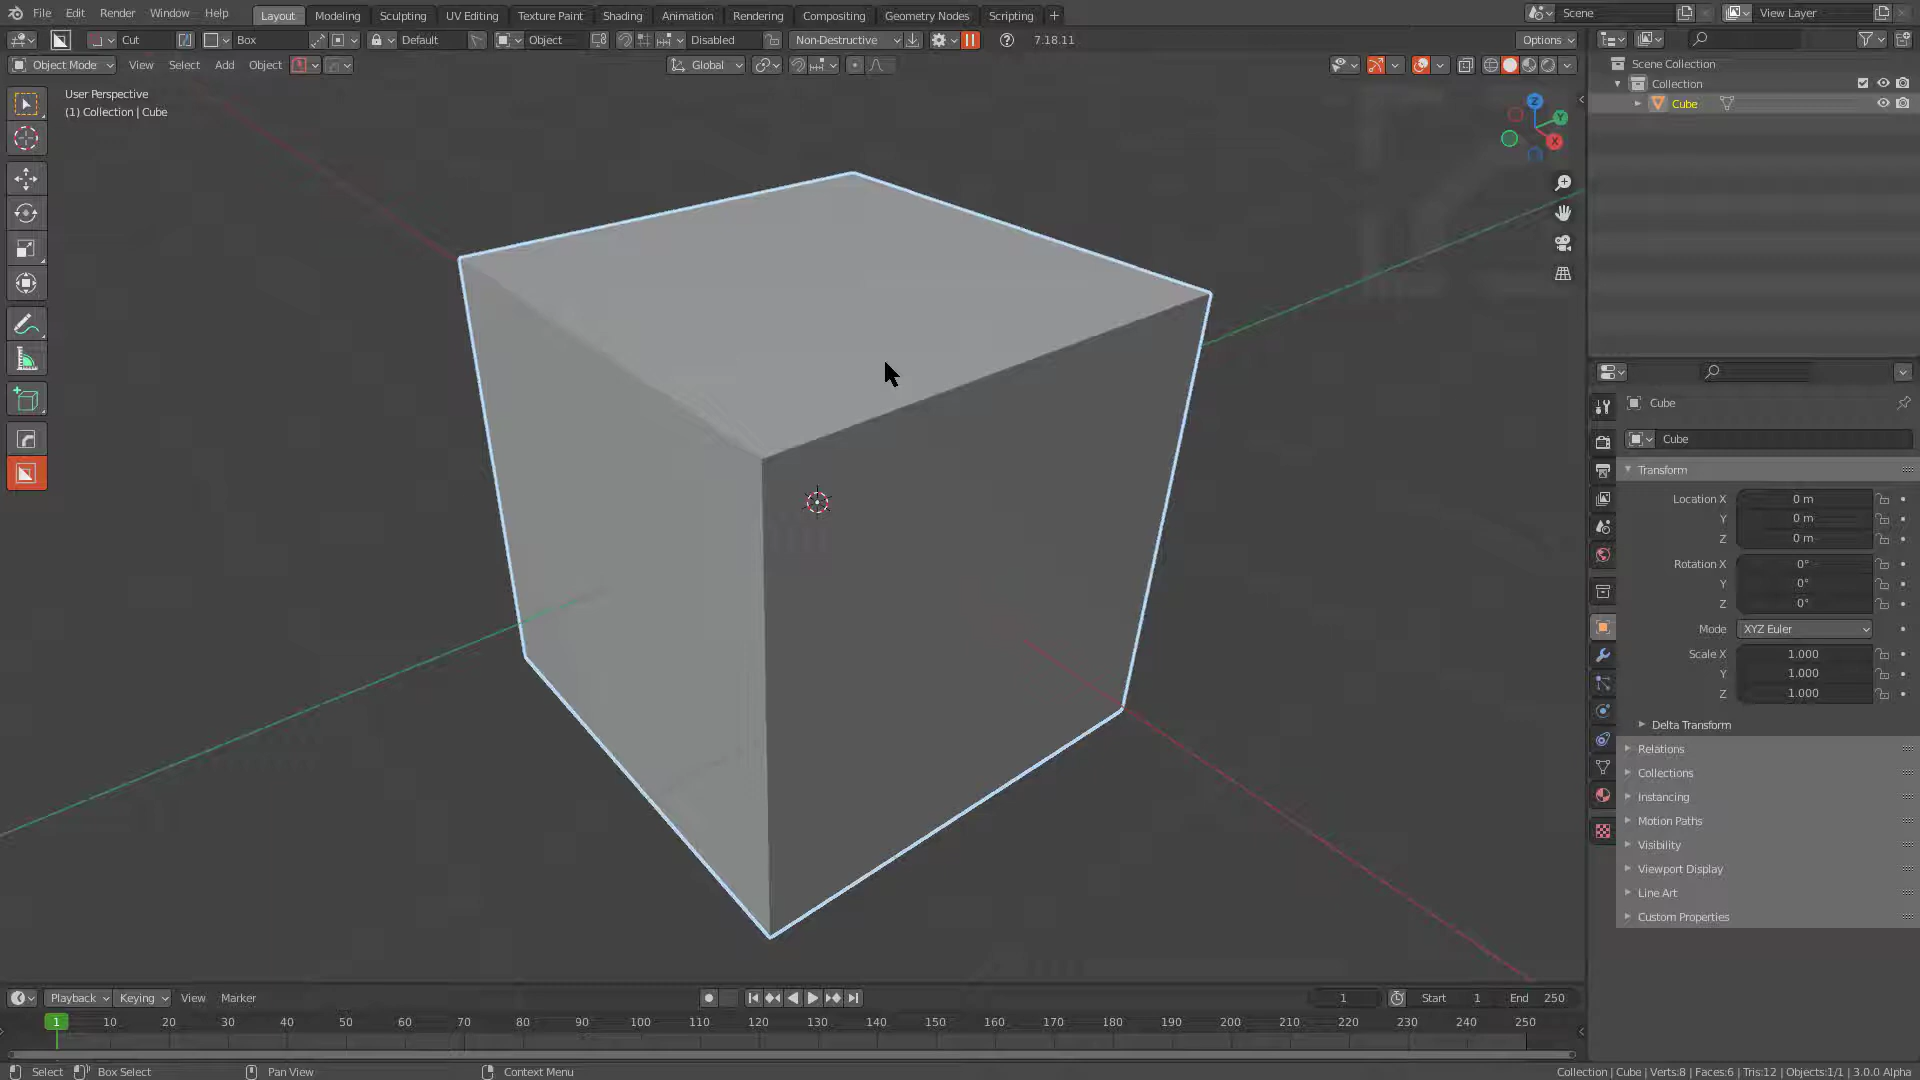 File Edit Render Window Help Layout Modeling Sculpting UV Editing Texture Paint Shading Animation Rendering Compositing Geometry Nodes Scripting + Scene View Layer
Cut Box Default Object Disabled Non-Destructive 7.18.11 Options
Object Mode View Select Add Object Global
User Perspective
(1) Collection | Cube
Z
Y
X
Scene Collection
Collection
Cube
Cube
Cube
Transform
Location X 0 m
Y 0 m
Z 0 m
Rotation X 0°
Y 0°
Z 0°
Mode XYZ Euler
Scale X 1.000
Y 1.000
Z 1.000
Delta Transform
Relations
Collections
Instancing
Motion Paths
Visibility
Viewport Display
Line Art
Custom Properties
Playback Keying View Marker 1 Start 1 End 250
1 10 20 30 40 50 60 70 80 90 100 110 120 130 140 150 160 170 180 190 200 210 220 230 240 250
Select Box Select Pan View Context Menu Collection | Cube | Verts:8 | Faces:6 | Tris:12 | Objects:1/1 | 3.0.0 Alpha